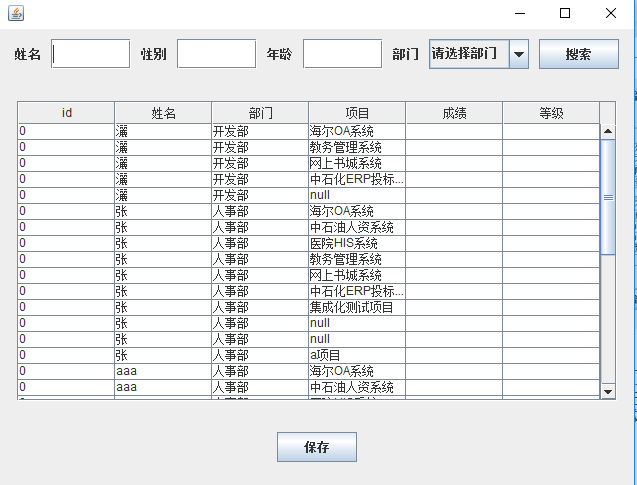 姓名 性别 年龄 部门 请选择部门 搜索
id 姓名 部门 项目 成绩 等级
0 灑 开发部 海尔OA系统
0 灑 开发部 教务管理系统
0 灑 开发部 网上书城系统
0 灑 开发部 中石化ERP投标...
0 灑 开发部 null
0 张 人事部 海尔OA系统
0 张 人事部 中石油人资系统
0 张 人事部 医院HIS系统
0 张 人事部 教务管理系统
0 张 人事部 网上书城系统
0 张 人事部 中石化ERP投标...
0 张 人事部 集成化测试项目
0 张 人事部 null
0 张 人事部 null
0 张 人事部 a项目
0 aaa 人事部 海尔OA系统
0 aaa 人事部 中石油人资系统
保存